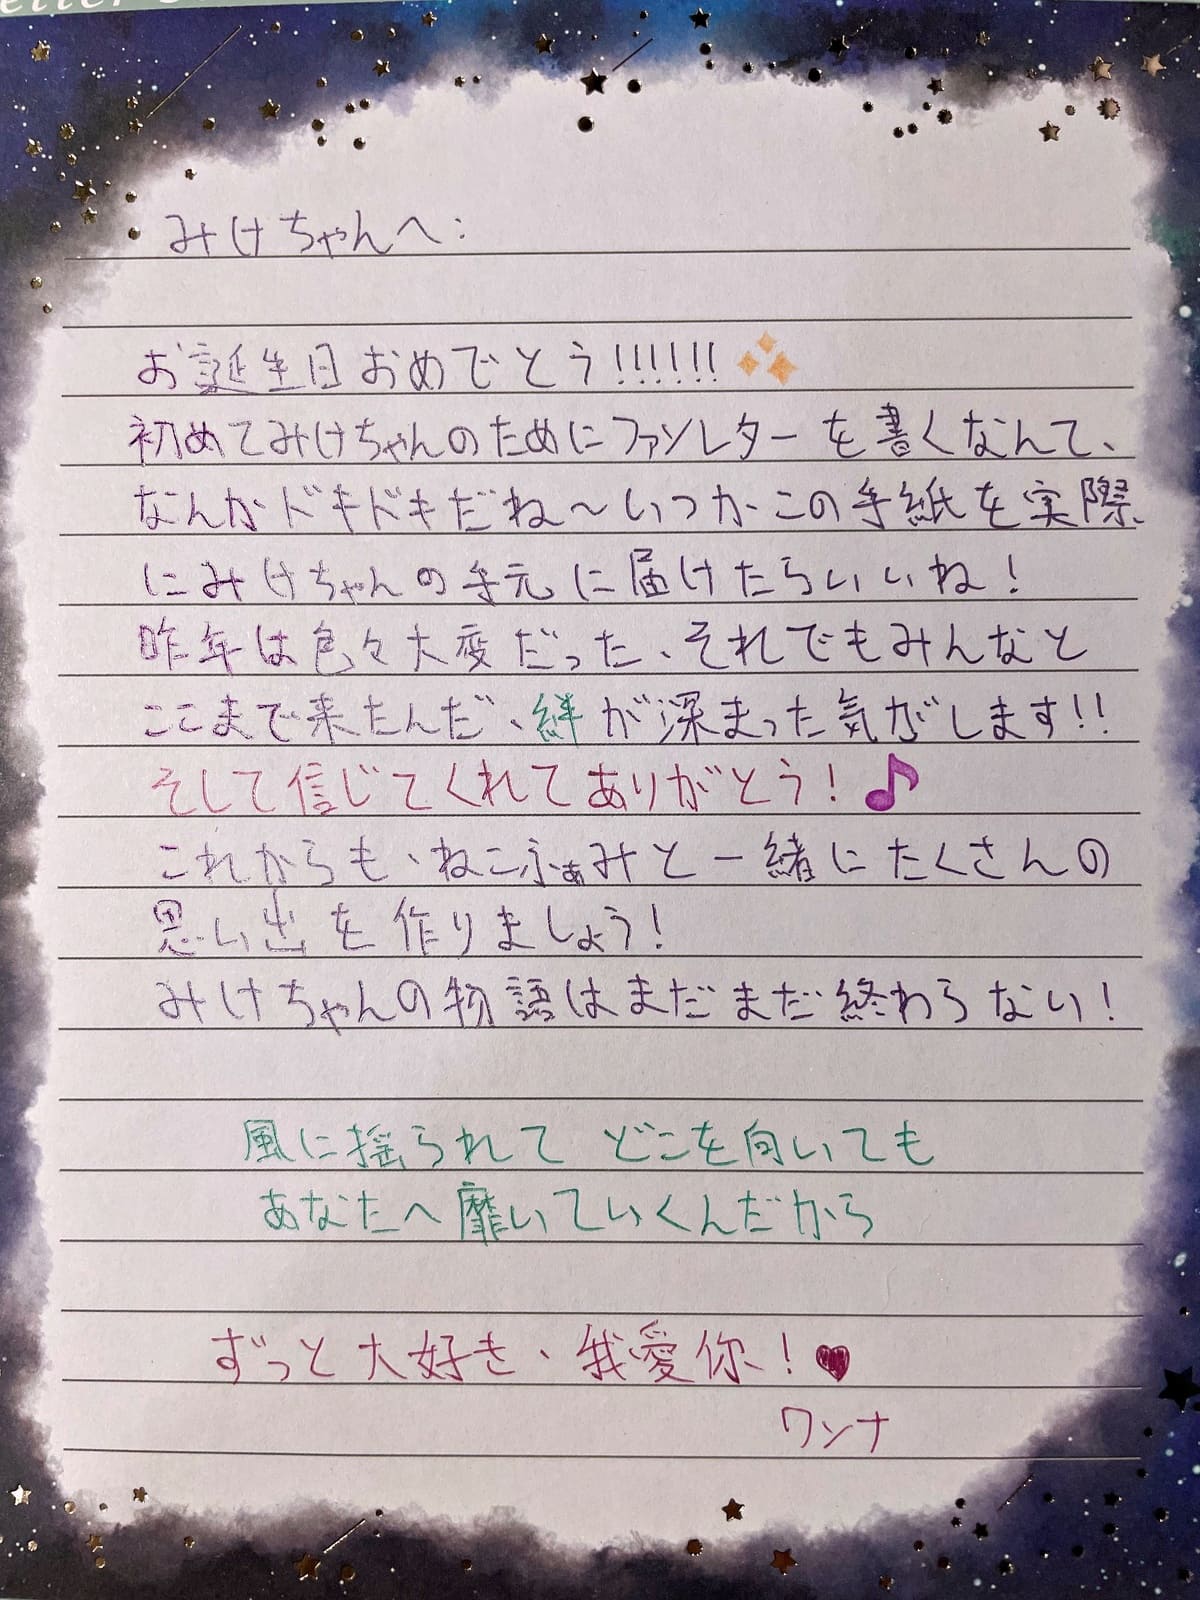 みけちゃんへ:
お誕生日おめでとう!!!!!!
初めてみけちゃんのためにファンレターを書くなんて、
なんかドキドキだね〜いつかこの手紙を実際
にみけちゃんの手元に届けたらいいね!
昨年は色々大変だった、それでもみんなと
ここまで来たんだ、絆が深まった気がします!!
そして信じてくれてありがとう!
これからも、ねこふぁみと一緒にたくさんの
思い出を作りましょう!
みけちゃんの物語はまだまだ終わらない!
風に揺られて どこを向いても
あなたへ靡いていくんだから
ずっと大好き、我愛你!
ワンナ